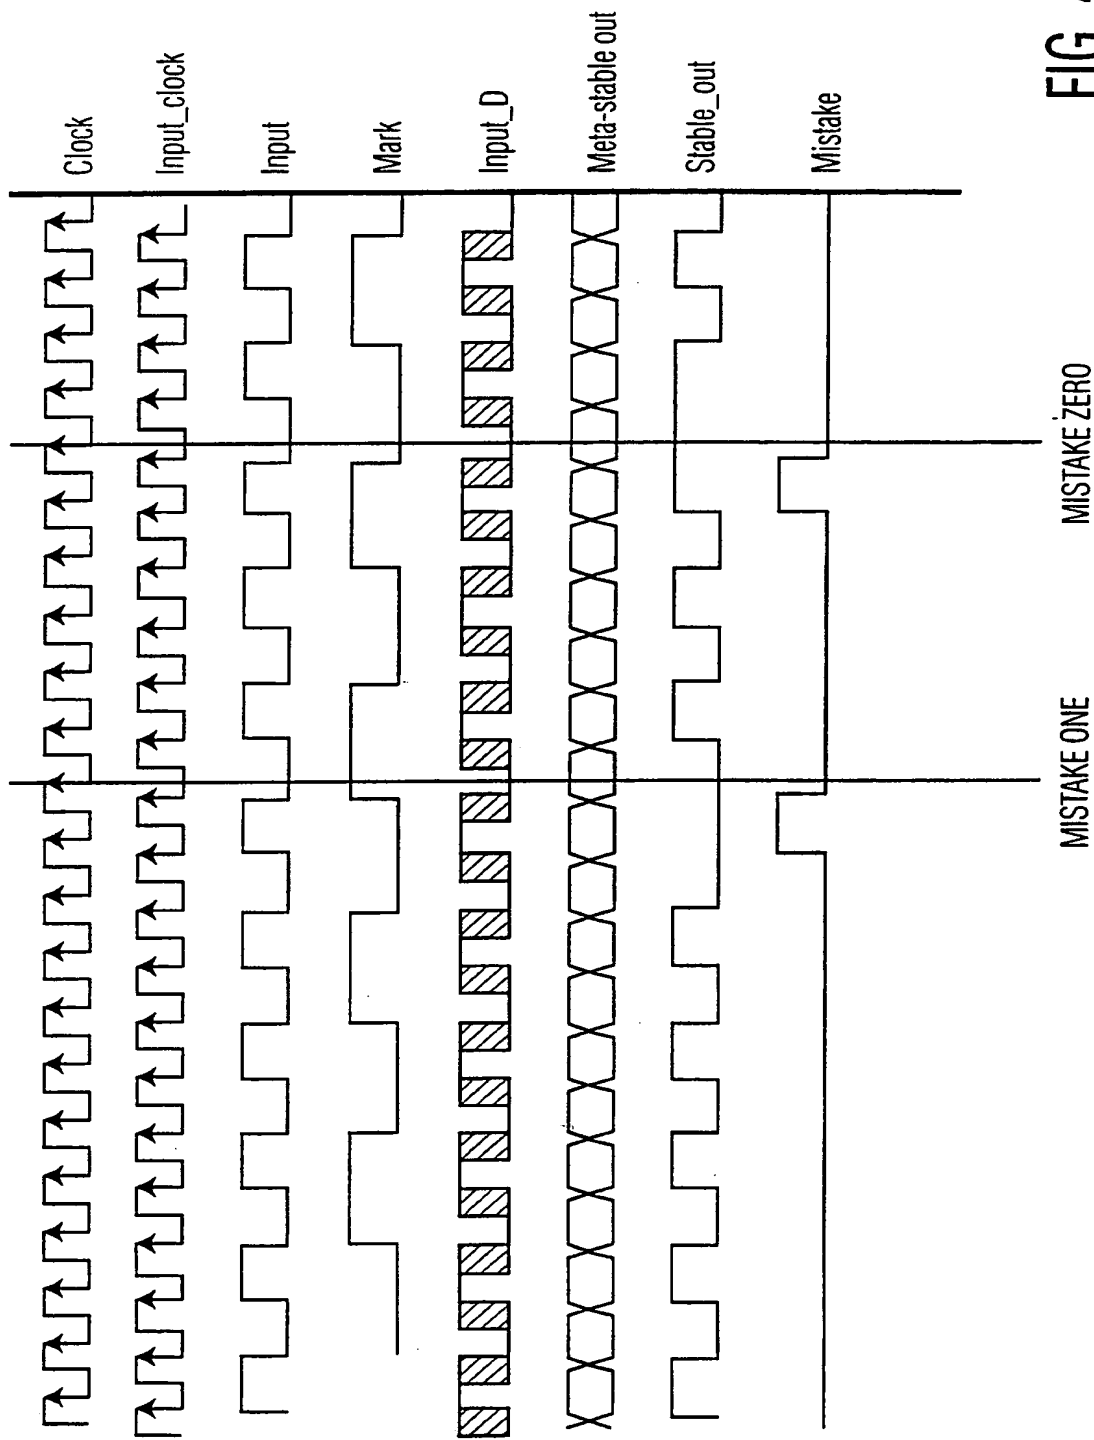 Clock
Input_clock
Input
Mark
Input_D
Meta-stable out
Stable_out
Mistake
MISTAKE ZERO
MISTAKE ONE
FIG